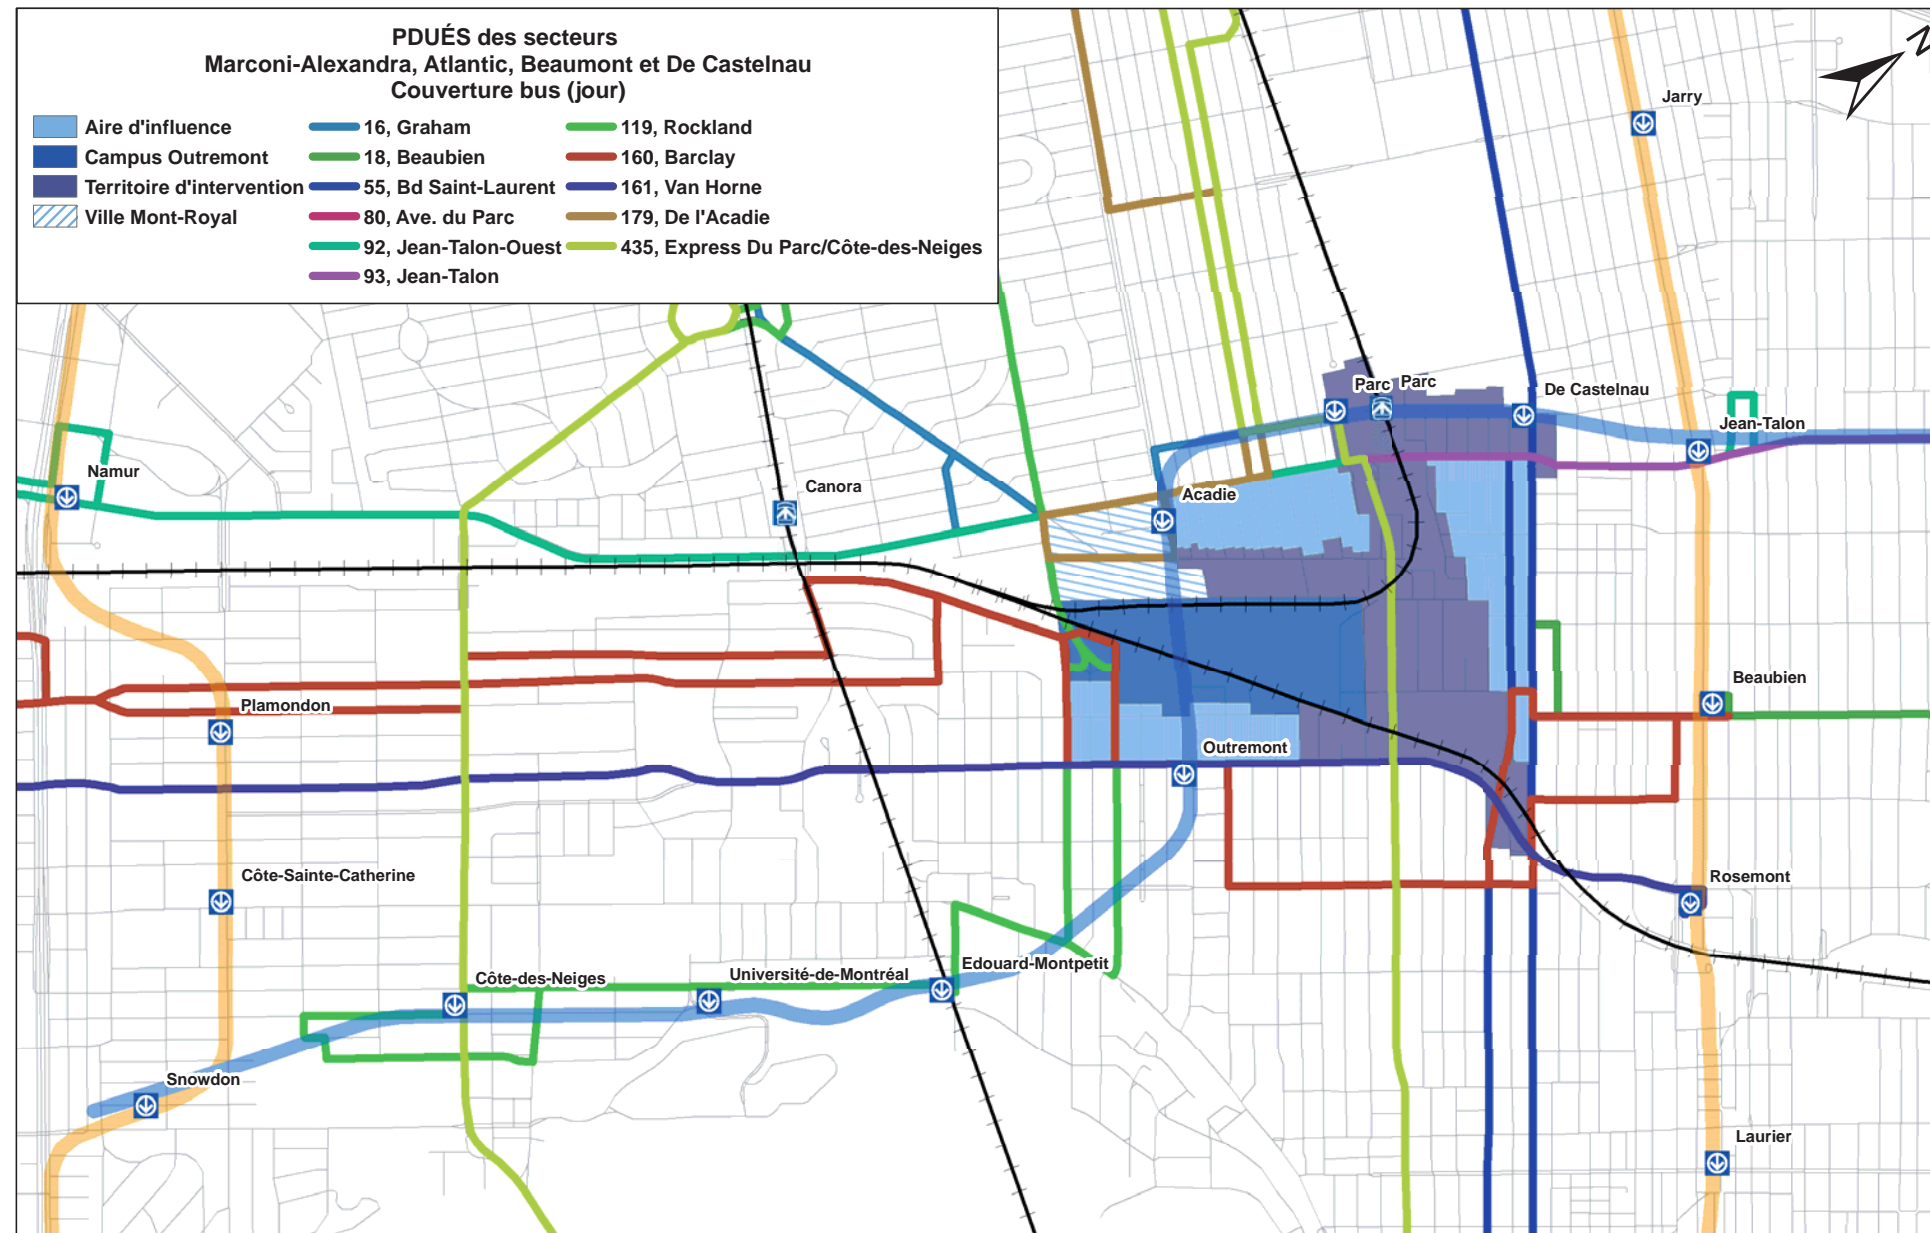 PDUÉS des secteurs
Marconi-Alexandra, Atlantic, Beaumont et De Castelnau
Couverture bus (jour)
Aire d'influence
Campus Outremont
Territoire d'intervention
Ville Mont-Royal
16, Graham
18, Beaubien
55, Bd Saint-Laurent
80, Ave. du Parc
92, Jean-Talon-Ouest
93, Jean-Talon
119, Rockland
160, Barclay
161, Van Horne
179, De l'Acadie
435, Express Du Parc/Côte-des-Neiges
N
Jarry
Parc
Parc
De Castelnau
Jean-Talon
Namur
Canora
Acadie
Beaubien
Plamondon
Outremont
Côte-Sainte-Catherine
Rosemont
Edouard-Montpetit
Université-de-Montréal
Côte-des-Neiges
Snowdon
Laurier